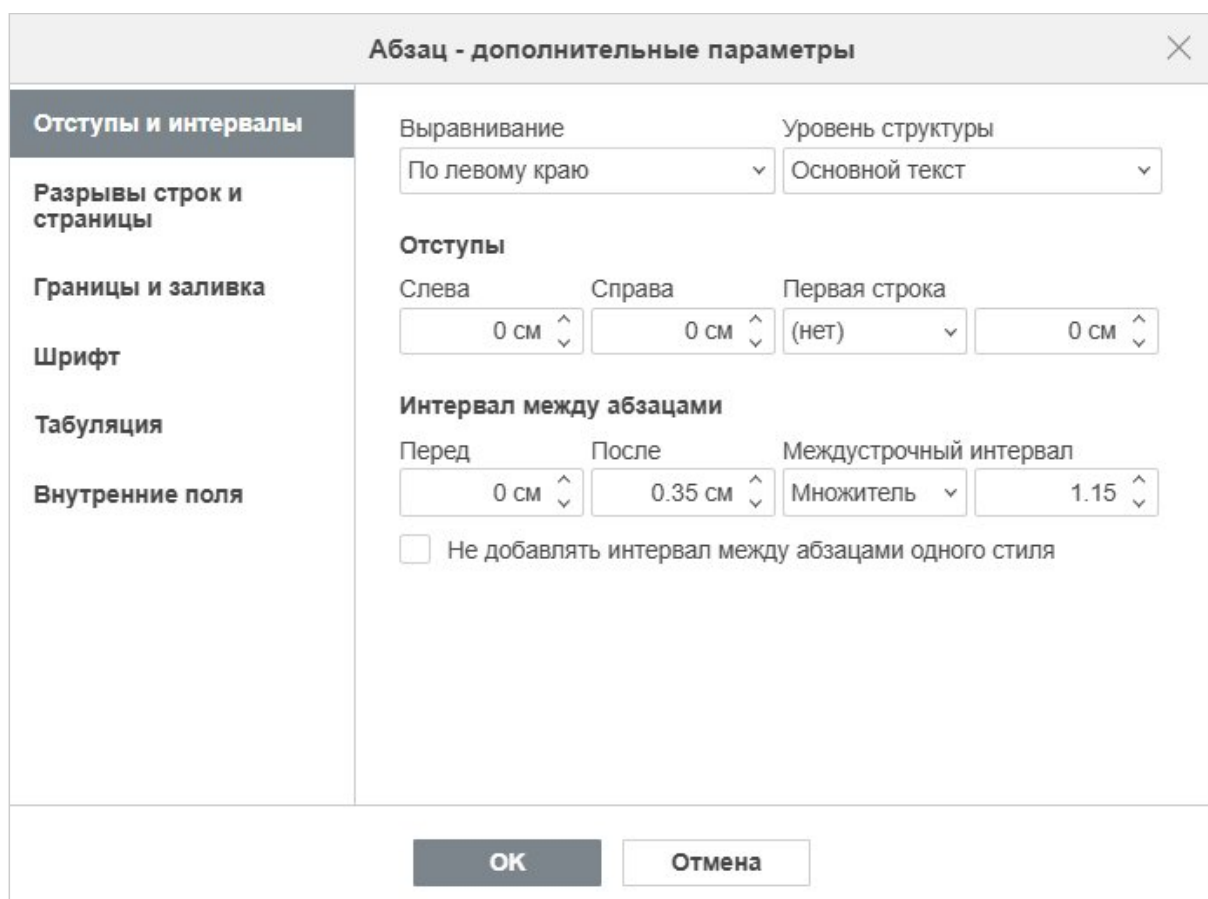 Абзац - дополнительные параметры
Отступы и интервалы
Разрывы строк и
страницы
Границы и заливка
Шрифт
Табуляция
Внутренние поля
Выравнивание Уровень структуры
По левому краю Основной текст
Отступы
Слева Справа Первая строка
0 см 0 см (нет) 0 см
Интервал между абзацами
Перед После Междустрочный интервал
0 см 0.35 см Множитель 1.15
Не добавлять интервал между абзацами одного стиля
OK Отмена